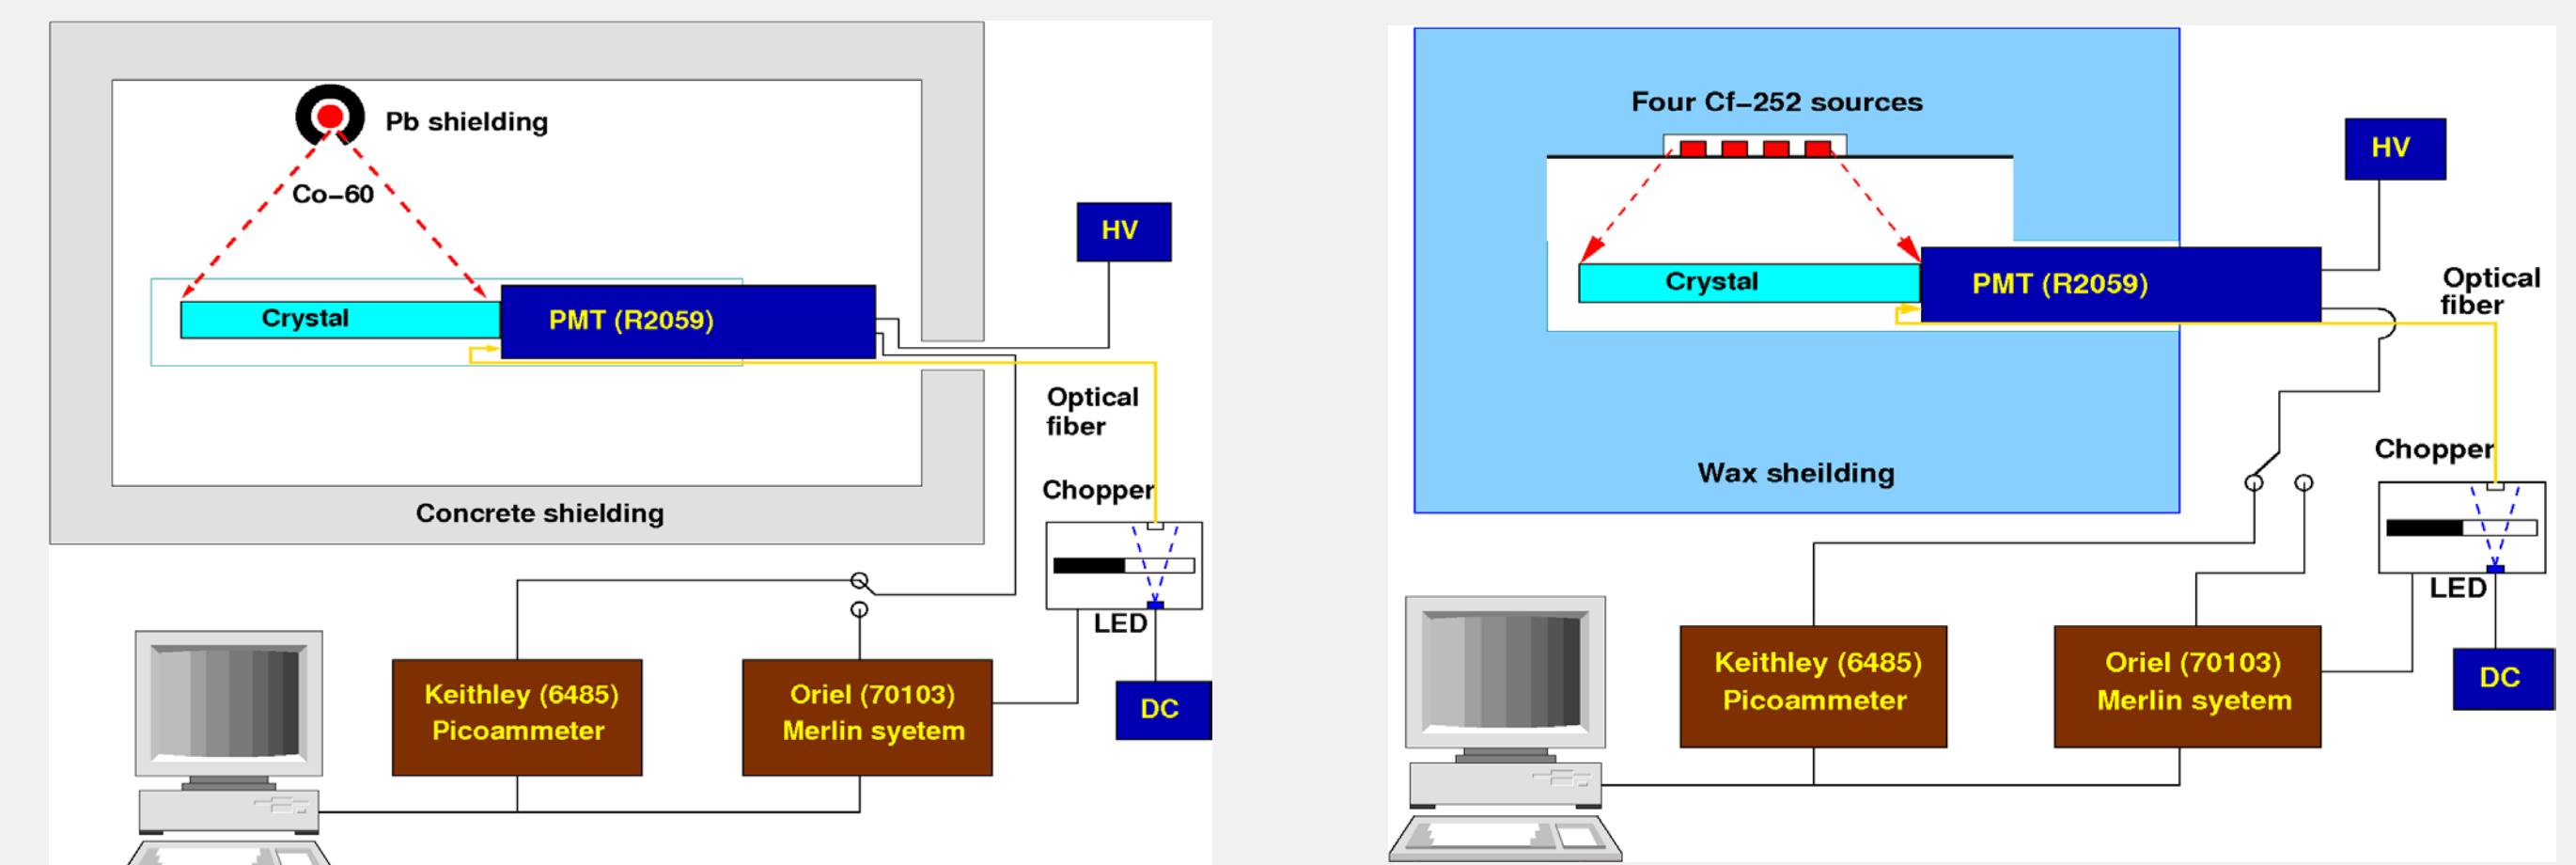 Pb shielding
Co-60
HV
Crystal
PMT (R2059)
Optical
fiber
Chopper
Concrete shielding
LED
Keithley (6485)
Picoammeter
Oriel (70103)
Merlin syetem
DC
Four Cf-252 sources
HV
Crystal
PMT (R2059)
Optical
fiber
Chopper
Wax sheilding
LED
Keithley (6485)
Picoammeter
Oriel (70103)
Merlin syetem
DC